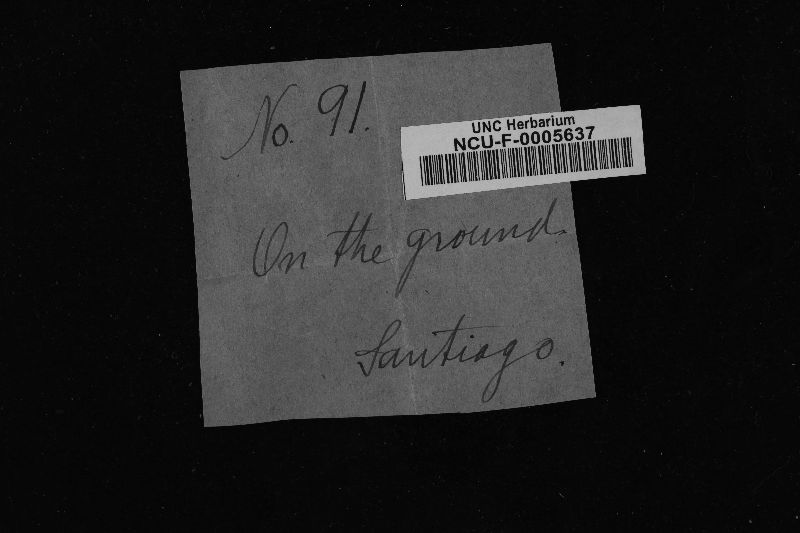 No. 91.
UNC Herbarium
NCU-F-0005637
On the ground.
Santiago.